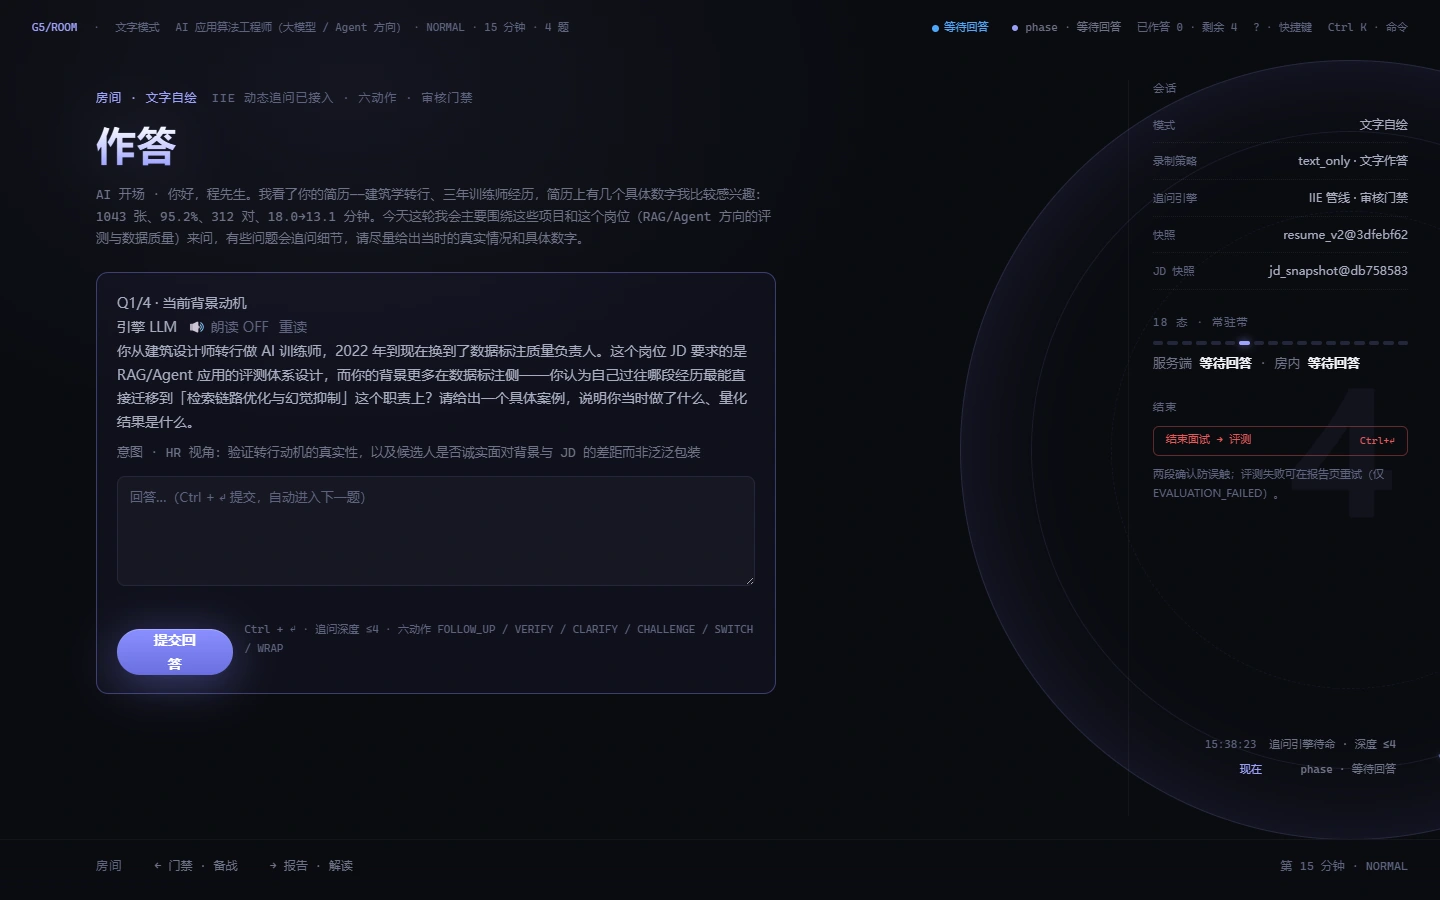 G5/ROOM · 文字模式 AI 应用算法工程师（大模型 / Agent 方向） · NORMAL · 15 分钟 · 4 题
等待回答 phase · 等待回答 已作答 0 · 剩余 4 ? · 快捷键 Ctrl K · 命令
房间 · 文字自绘 IIE 动态追问已接入 · 六动作 · 审核门禁
作答
AI 开场 · 你好，程先生。我看了你的简历——建筑学转行、三年训练师经历，简历上有几个具体数字我比较感兴趣：
1043 张、95.2%、312 对、18.0→13.1 分钟。今天这轮我会主要围绕这些项目和这个岗位（RAG/Agent 方向的评
测与数据质量）来问，有些问题会追问细节，请尽量给出当时的真实情况和具体数字。
Q1/4 · 当前背景动机
引擎 LLM 朗读 OFF 重读
你从建筑设计师转行做 AI 训练师，2022 年到现在换到了数据标注质量负责人。这个岗位 JD 要求的是
RAG/Agent 应用的评测体系设计，而你的背景更多在数据标注侧——你认为自己过往哪段经历最能直
接迁移到「检索链路优化与幻觉抑制」这个职责上？请给出一个具体案例，说明你当时做了什么、量化
结果是什么。
意图 · HR 视角：验证转行动机的真实性，以及候选人是否诚实面对背景与 JD 的差距而非泛泛包装
回答…（Ctrl + ⏎ 提交，自动进入下一题）
提交回
答
Ctrl + ⏎ · 追问深度 ≤4 · 六动作 FOLLOW_UP / VERIFY / CLARIFY / CHALLENGE / SWITCH
/ WRAP
会话
模式 文字自绘
录制策略 text_only · 文字作答
追问引擎 IIE 管线 · 审核门禁
快照 resume_v2@3dfebf62
JD 快照 jd_snapshot@db758583
18 态 · 常驻带
服务端 等待回答 · 房内 等待回答
结束
4
结束面试 → 评测 Ctrl+⏎
两段确认防误触；评测失败可在报告页重试（仅
EVALUATION_FAILED）。
15:38:23 追问引擎待命 · 深度 ≤4
现在 phase · 等待回答
房间 ← 门禁 · 备战 → 报告 · 解读
第 15 分钟 · NORMAL